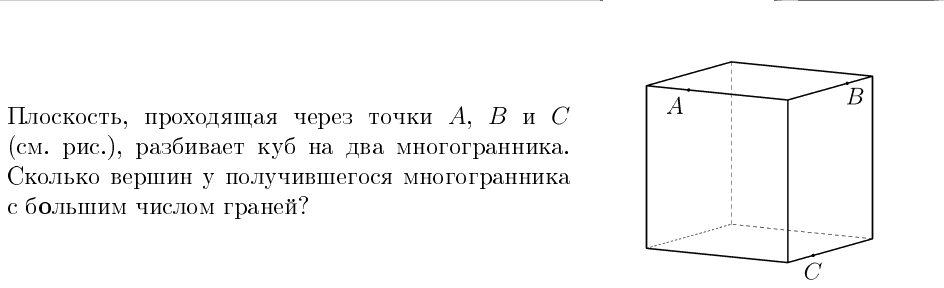 Плоскость, проходящая через точки A, B и C
(см. рис.), разбивает куб на два многогранника.
Сколько вершин у получившегося многогранника
с большим числом граней?
A
B
C